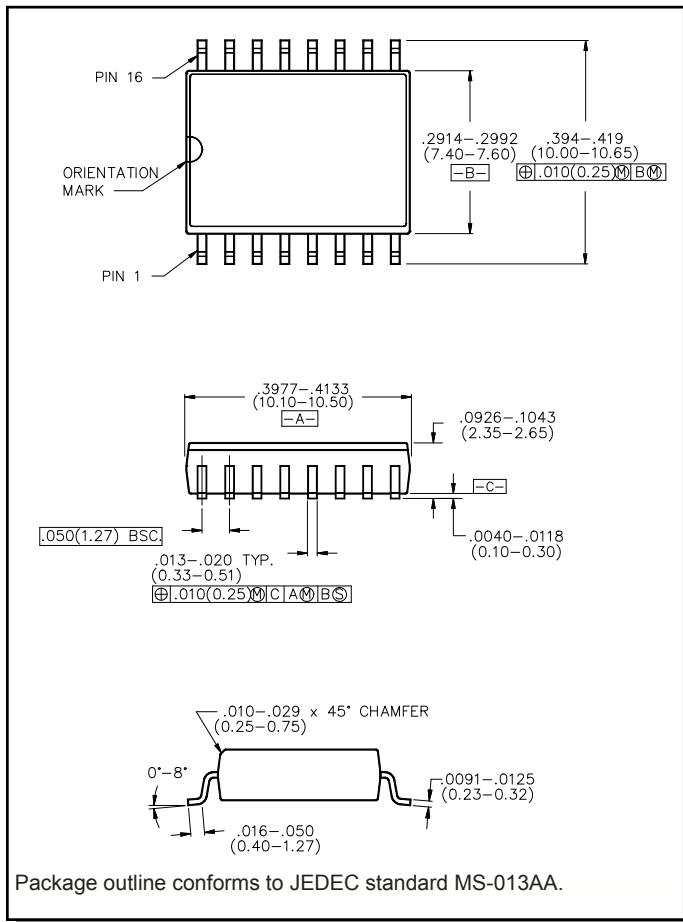 PIN 16
ORIENTATION
MARK
PIN 1
.2914-.2992
(7.40-7.60)
-B-
.394-.419
(10.00-10.65)
⌖ .010(0.25)Ⓜ B Ⓜ
.3977-.4133
(10.10-10.50)
-A-
.0926-.1043
(2.35-2.65)
-C-
.050(1.27) BSC.
.013-.020 TYP.
(0.33-0.51)
⌖ .010(0.25)Ⓜ C A Ⓜ B Ⓢ
.0040-.0118
(0.10-0.30)
.010-.029 x 45° CHAMFER
(0.25-0.75)
0°-8°
.0091-.0125
(0.23-0.32)
.016-.050
(0.40-1.27)
Package outline conforms to JEDEC standard MS-013AA.